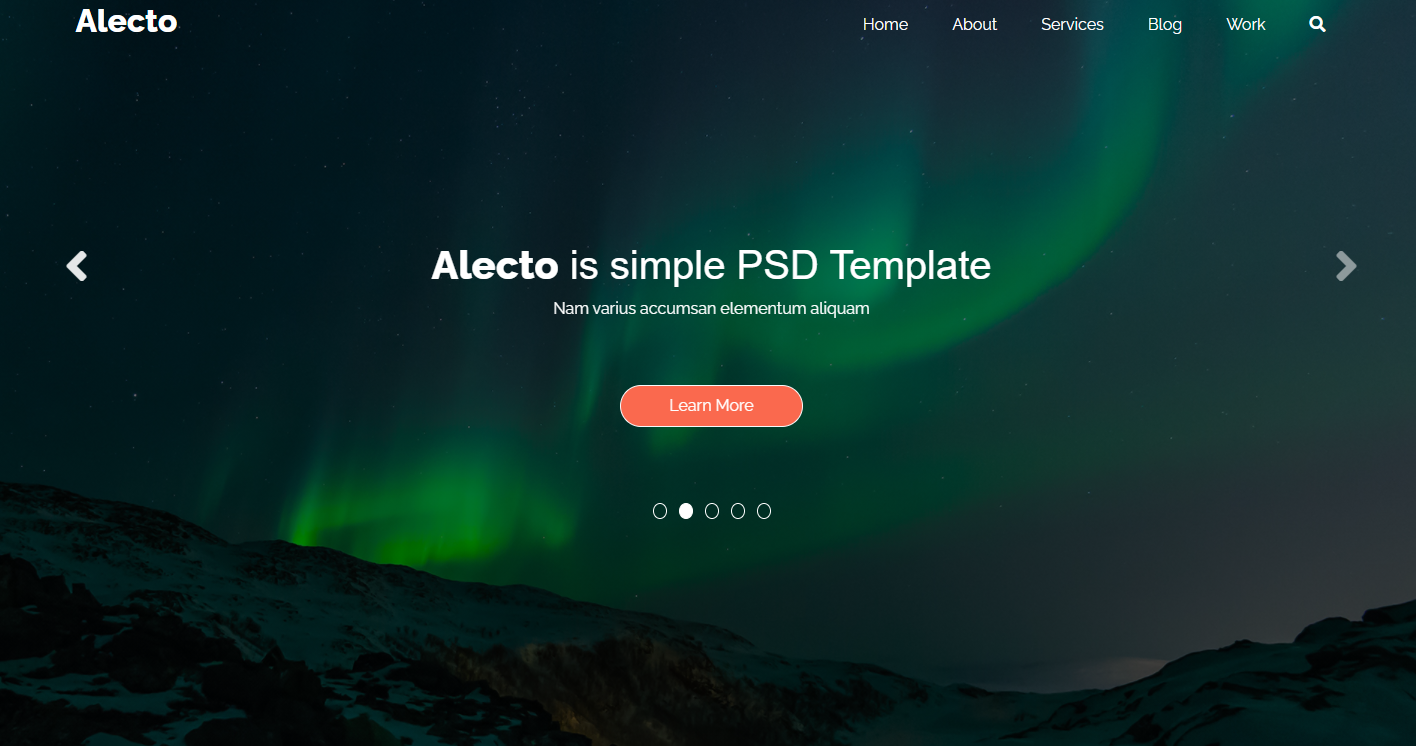 Alecto
Home About Services Blog Work
Alecto is simple PSD Template
Nam varius accumsan elementum aliquam
Learn More